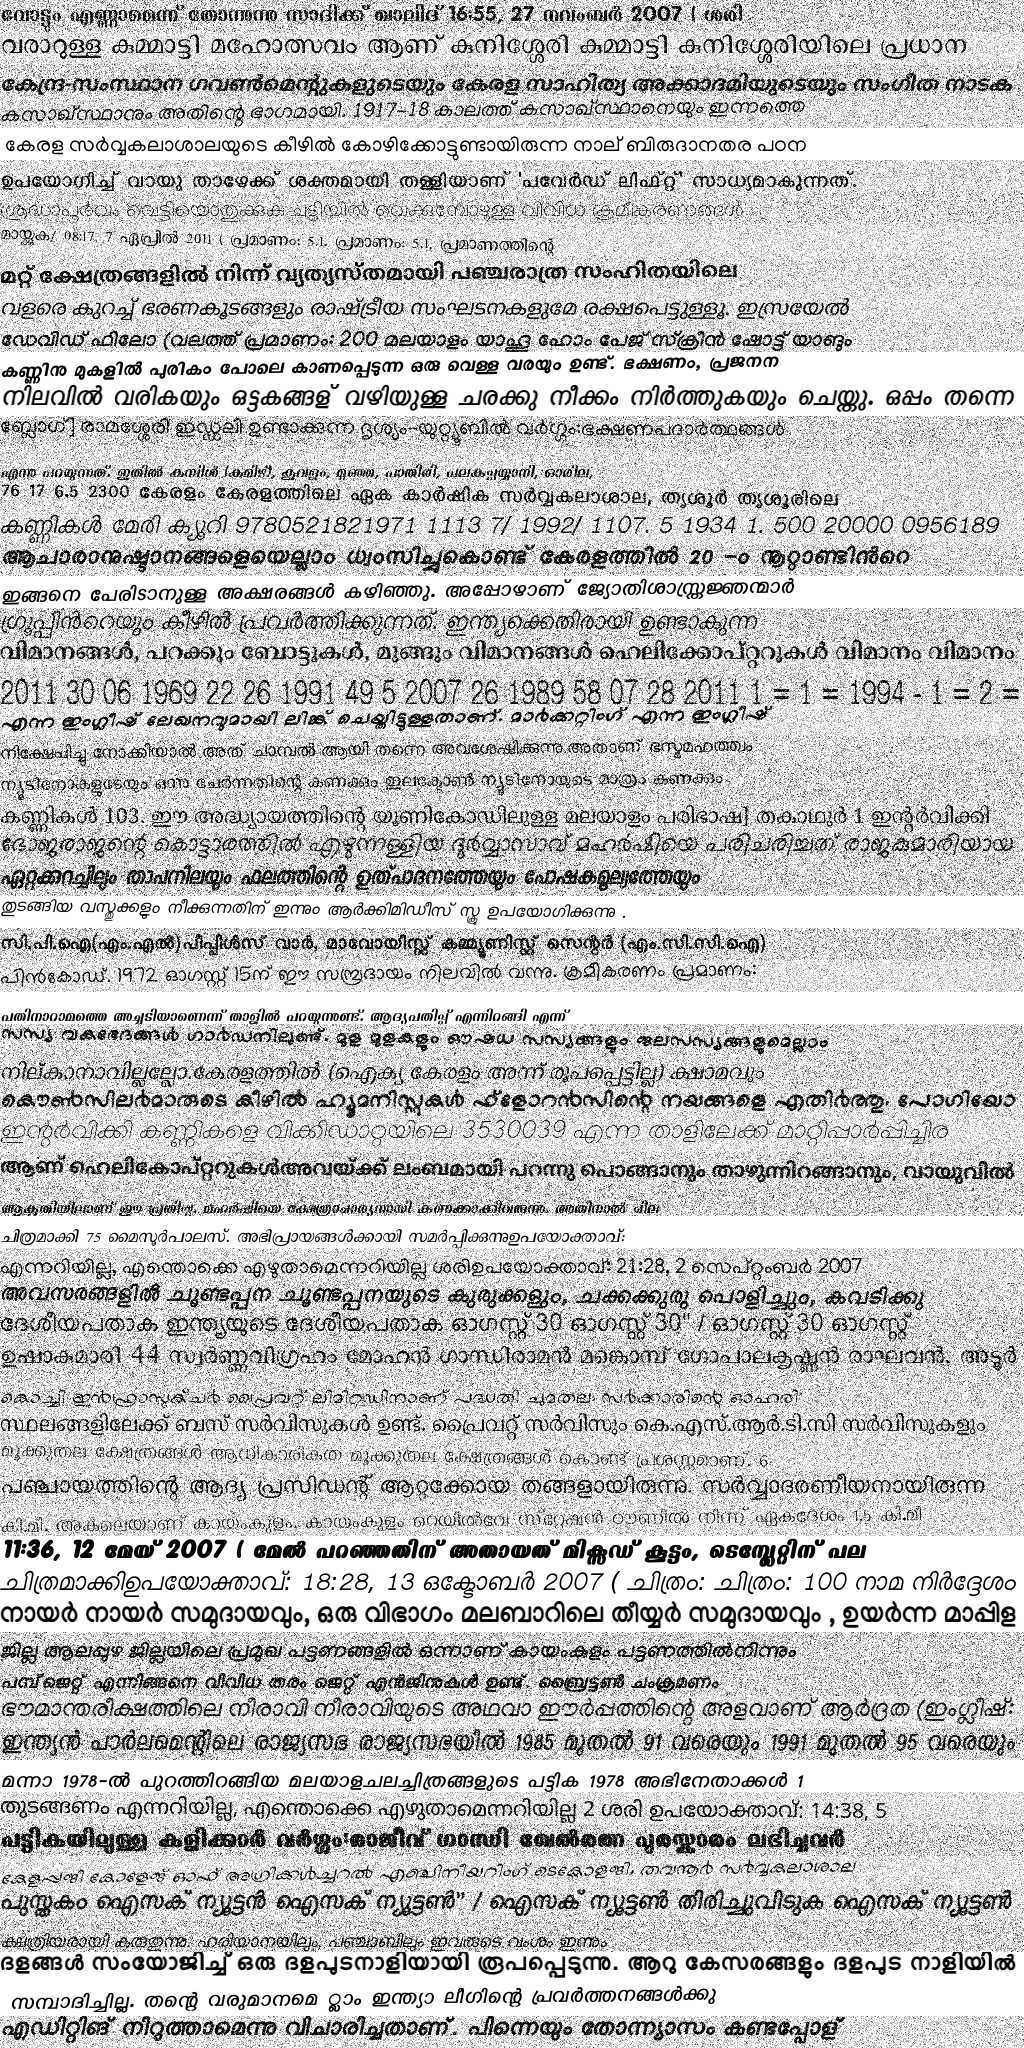 വോട്ടും എണ്ണാമെന്ന് തോന്നുന്നു സാദിക്ക് ഖാലിദ് 16:55, 27 നവംബർ 2007 ( ശരി
വരാറുള്ള കുമ്മാട്ടി മഹോത്സവം ആണ് കുനിശ്ശേരി കുമ്മാട്ടി കുനിശ്ശേരിയിലെ പ്രധാന
കേന്ദ്ര-സംസ്ഥാന ഗവൺമെന്റുകളുടെയും കേരള സാഹിത്യ അക്കാദമിയുടെയും സംഗീത നാടക
കസാഖ്സ്ഥാനും അതിന്റെ ഭാഗമായി. 1917-18 കാലത്ത് കസാഖ്സ്ഥാനെയും ഇന്നത്തെ
കേരള സർവ്വകലാശാലയുടെ കീഴിൽ കോഴിക്കോട്ടുണ്ടായിരുന്ന നാല് ബിരുദാനതര പഠന
ഉപയോഗിച്ച് വായു താഴേക്ക് ശക്തമായി തള്ളിയാണ് 'പവേർഡ് ലിഫ്റ്റ്' സാധ്യമാകുന്നത്.
ശ്രദ്ധാപൂർവം വെട്ടിയൊതുക്കുക ചട്ടിയിൽ വെക്കുമ്പോഴുള്ള വിവിധ ക്രമീകരണങ്ങൾ
മായ്ക്കുക/ 08:17, 7 ഏപ്രിൽ 2011 ( പ്രമാണം: 5.1. പ്രമാണം: 5.1, പ്രമാണത്തിന്റെ
മറ്റ് ക്ഷേത്രങ്ങളിൽ നിന്ന് വ്യത്യസ്തമായി പഞ്ചരാത്ര സംഹിതയിലെ
വളരെ കുറച്ച് ഭരണകൂടങ്ങളും രാഷ്ട്രീയ സംഘടനകളുമേ രക്ഷപെട്ടുള്ളൂ. ഇസ്രയേൽ
ഡേവിഡ് ഫിലോ (വലത്ത് പ്രമാണം: 200 മലയാളം യാഹൂ ഹോം പേജ് സ്ക്രീൻ ഷോട്ട് യാങും
കണ്ണിനു മുകളിൽ പുരികം പോലെ കാണപ്പെടുന്ന ഒരു വെള്ള വരയും ഉണ്ട്. ഭക്ഷണം, പ്രജനന
നിലവിൽ വരികയും ഒട്ടകങ്ങള് വഴിയുള്ള ചരക്കു നീക്കം നിർത്തുകയും ചെയ്തു. ഒപ്പം തന്നെ
ബ്ലോഗ്] രാമശ്ശേരി ഇഡ്ഡലി ഉണ്ടാക്കുന്ന ദൃശ്യം-യൂറ്റ്യൂബിൽ വർഗ്ഗം:ഭക്ഷണപദാർത്ഥങ്ങൾ
എന്നു പറയുന്നത്. ഇതിൽ കമ്പിൾ (കുമിഴ്), കൂവളം, മുഞ്ഞ, പാതിരി, പലകപ്പയ്യാനി, ഓരില,
76 17 6.5 2300 കേരളം കേരളത്തിലെ ഏക കാർഷിക സർവ്വകലാശാല, തൃശൂർ തൃശൂരിലെ
കണ്ണികൾ മേരി ക്യൂറി 9780521821971 1113 7/ 1992/ 1107. 5 1934 1. 500 20000 0956189
ആചാരാനുഷ്ഠാനങ്ങളെയെല്ലാം ധ്വംസിച്ചുകൊണ്ട് കേരളത്തിൽ 20 -ാം നൂറ്റാണ്ടിൻറെ
ഇങ്ങനെ പേരിടാനുള്ള അക്ഷരങ്ങൾ കഴിഞ്ഞു. അപ്പോഴാണ് ജ്യോതിശാസ്ത്രജ്ഞന്മാർ
ഗ്രൂപ്പിൻറെയും കീഴിൽ പ്രവർത്തിക്കുന്നത്. ഇന്ത്യക്കെതിരായി ഉണ്ടാകുന്ന
വിമാനങ്ങൾ, പറക്കും ബോട്ടുകൾ, മുങ്ങും വിമാനങ്ങൾ ഹെലിക്കോപ്റ്ററുകൾ വിമാനം വിമാനം
2011 30 06 1969 22 26 1991 49 5 2007 26 1989 58 07 28 2011 1 = 1 = 1994 - 1 = 2 =
എന്ന ഇംഗ്ലീഷ് ലേഖനവുമായി ലിങ്ക് ചെയ്തിട്ടുള്ളതാണ്. മാർക്കറ്റിംഗ് എന്ന ഇംഗ്ലീഷ്
നിക്ഷേപിച്ചു നോക്കിയാൽ അത് ചാമ്പൽ ആയി തന്നെ അവശേഷിക്കുന്നു.അതാണ് ഭസ്മമഹത്ത്വം
ന്യൂടിനോകളുടേയും ഒന്നു ചേർന്നതിന്റെ കണക്കും ഇലക്ട്രോൺ ന്യൂടിനോയുടെ മാത്രം കണക്കും
കണ്ണികൾ 103. ഈ അദ്ധ്യായത്തിന്റെ യൂണികോഡിലുള്ള മലയാളം പരിഭാഷ] തകാഥുർ 1 ഇന്റർവിക്കി
ഭോജരാജന്റെ കൊട്ടാരത്തിൽ എഴുന്നള്ളിയ ദുർവ്വാസാവ് മഹർഷിയെ പരിചരിച്ചത് രാജകുമാരിയായ
ഏറ്റക്കുറച്ചിലും താപനിലയും ഫലത്തിന്റെ ഉത്പാദനത്തേയും പോഷകമൂല്യത്തേയും
തുടങ്ങിയ വസ്തുക്കളും നീക്കുന്നതിന് ഇന്നും ആർക്കിമിഡീസ് സ്ക്രൂ ഉപയോഗിക്കുന്നു .
സി.പി.ഐ(എം.എൽ)പീപ്പിൾസ് വാർ, മാവോയിസ്റ്റ് കമ്മ്യൂണിസ്റ്റ് സെന്റർ (എം.സി.സി.ഐ)
പിൻകോഡ്. 1972 ഓഗസ്റ്റ് 15ന് ഈ സമ്പ്രദായം നിലവിൽ വന്നു. ക്രമീകരണം പ്രമാണം:
പതിനാറാമത്തെ അച്ചടിയാണെന്ന് താളിൽ പറയുന്നുണ്ട്. ആദ്യപതിപ്പ് എന്നിറങ്ങി എന്ന്
സസ്യ വകഭേദങ്ങൾ ഗാർഡനിലുണ്ട്. മുള മുളകളും ഔഷധ സസ്യങ്ങളും ജലസസ്യങ്ങളുമെല്ലാം
നില്കാനാവില്ലല്ലോ.കേരളത്തിൽ (ഐക്യ കേരളം അന്ന് രൂപപ്പെട്ടില്ല) ക്ഷാമവും
കൌൺസിലർമാരുടെ കീഴിൽ ഹ്യൂമനിസ്റ്റുകൾ ഫ്ളോറൻസിന്റെ നയങ്ങളെ എതിർത്തു. പോഗിയോ
ഇന്റർവിക്കി കണ്ണികളെ വിക്കിഡാറ്റയിലെ 3530039 എന്ന താളിലേക്ക് മാറ്റിപ്പാർപ്പിച്ചിര
ആണ് ഹെലികോപ്റ്ററുകൾഅവയ്ക്ക് ലംബമായി പറന്നു പൊങ്ങാനും താഴുന്നിറങ്ങാനും, വായുവിൽ
ആകൃതിയിലാണ് ഈ പ്രതിഷ്ഠ. മഹർഷിയെ ക്ഷേത്രാചാര്യനായി കണക്കാക്കിവരുന്നു. അതിനാൽ ചില
ചിത്രമാക്കി 75 മൈസൂർപാലസ്. അഭിപ്രായങ്ങൾക്കായി സമർപ്പിക്കുന്നുഉപയോക്താവ്:
എന്നറിയില്ല, എന്തൊക്കെ എഴുതാമെന്നറിയില്ല ശരിഉപയോക്താവ്: 21:28, 2 സെപ്റ്റംബർ 2007
അവസരങ്ങളിൽ ചൂണ്ടപ്പന ചൂണ്ടപ്പനയുടെ കുരുക്കളും, ചക്കക്കുരു പൊളിച്ചും, കവടിക്കു
ദേശീയപതാക ഇന്ത്യയുടെ ദേശീയപതാക ഓഗസ്റ്റ് 30 ഓഗസ്റ്റ് 30" / ഓഗസ്റ്റ് 30 ഓഗസ്റ്റ്
ഉഷാകുമാരി 44 സ്വർണ്ണവിഗ്രഹം മോഹൻ ഗാന്ധിരാമൻ മങ്കൊമ്പ് ഗോപാലകൃഷ്ണൻ രാഘവൻ, അടൂർ
കൊച്ചി ഇൻഫ്രാസ്ട്രക്ചർ പ്രൈവറ്റ് ലിമിറ്റഡിനാണ് പദ്ധതി ചുമതല സർക്കാരിന്റെ ഓഹരി
സ്ഥലങ്ങളിലേക്ക് ബസ് സർവിസുകൾ ഉണ്ട്. പ്രൈവറ്റ് സർവിസും കെ.എസ്.ആർ.ടി.സി സർവിസുകളും
മൂക്കുതല ക്ഷേത്രങ്ങൾ ആധികാരികത മൂക്കുതല ക്ഷേത്രങ്ങൾ കൊണ്ട് പ്രശസ്തമാണ്. 6
പഞ്ചായത്തിന്റെ ആദ്യ പ്രസിഡന്റ് ആറ്റക്കോയ തങ്ങളായിരുന്നു. സർവ്വാദരണീയനായിരുന്ന
കി.മി. അകലെയാണ് കായംകുളം. കായംകുളം റെയിൽവേ സ്റ്റേഷൻ ടൗണിൽ നിന്ന് ഏകദേശം 1.5 കി.മീ
11:36, 12 മേയ് 2007 ( മേൽ പറഞ്ഞതിന് അതായത് മിക്സഡ് കൂട്ടം, ടെമ്പ്ലേറ്റിന് പല
ചിത്രമാക്കിഉപയോക്താവ്: 18:28, 13 ഒക്ടോബർ 2007 ( ചിത്രം: ചിത്രം: 100 നാമ നിർദ്ദേശം
നായർ നായർ സമുദായവും, ഒരു വിഭാഗം മലബാറിലെ തീയ്യർ സമുദായവും , ഉയർന്ന മാപ്പിള
ജില്ല ആലപ്പുഴ ജില്ലയിലെ പ്രമുഖ പട്ടണങ്ങളിൽ ഒന്നാണ് കായംകുളം.പട്ടണത്തിൽനിന്നും
പമ്പ് ജെറ്റ് എന്നിങ്ങനെ വിവിധ തരം ജെറ്റ് എൻജിനുകൾ ഉണ്ട്. ബ്രൈട്ടൺ ചംക്രമണം
ഭൗമാന്തരീക്ഷത്തിലെ നീരാവി നീരാവിയുടെ അഥവാ ഈർപ്പത്തിന്റെ അളവാണ് ആർദ്രത (ഇംഗ്ലീഷ്:
ഇന്ത്യൻ പാർലമെന്റിലെ രാജ്യസഭ രാജ്യസഭയിൽ 1985 മുതൽ 91 വരെയും 1991 മുതൽ 95 വരെയും
മന്നാ 1978-ൽ പുറത്തിറങ്ങിയ മലയാളചലച്ചിത്രങ്ങളുടെ പട്ടിക 1978 അഭിനേതാക്കൾ 1
തുടങ്ങണം എന്നറിയില്ല, എന്തൊക്കെ എഴുതാമെന്നറിയില്ല 2 ശരി ഉപയോക്താവ്: 14:38, 5
പട്ടികയിലുള്ള കളിക്കാർ വർഗ്ഗം:രാജീവ് ഗാന്ധി ഖേൽരത്ന പുരസ്ക്കാരം ലഭിച്ചവർ
കേളപ്പജി കോളേജ് ഓഫ് അഗ്രിക്കൾച്ചറൽ എഞ്ചിനീയറിംഗ് ടെക്നോളജി, തവനൂർ സർവ്വകലാശാല
പുസ്തകം ഐസക് ന്യൂട്ടൻ ഐസക് ന്യൂട്ടൺ" / ഐസക് ന്യൂട്ടൺ തിരിച്ചുവിടുക ഐസക് ന്യൂട്ടൺ
ക്ഷത്രിയരായി കരുതുന്നു. ഹരിയാനയിലും, പഞ്ചാബിലും ഇവരുടെ വംശം ഇന്നും
ദളങ്ങൾ സംയോജിച്ച് ഒരു ദളപുടനാളിയായി രൂപപ്പെടുന്നു. ആറു കേസരങ്ങളും ദളപുട നാളിയിൽ
സമ്പാദിച്ചില്ല. തന്റെ വരുമാനമെ ല്ലാം ഇന്ത്യാ ലീഗിന്റെ പ്രവർത്തനങ്ങൾക്കു
എഡിറ്റിങ് നിറുത്താമെന്നു വിചാരിച്ചതാണ്. പിന്നെയും തോന്ന്യാസം കണ്ടപ്പോള്